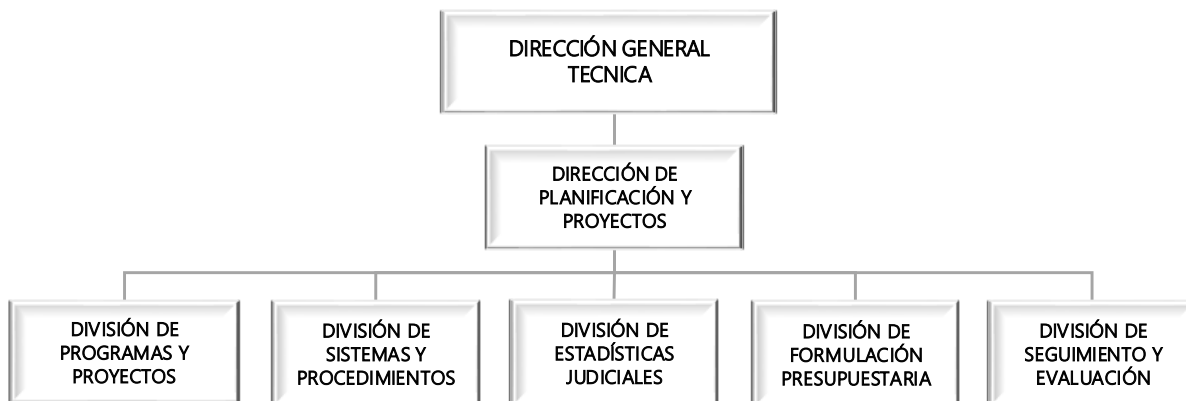 DIRECCIÓN GENERAL
TECNICA
DIRECCIÓN DE
PLANIFICACIÓN Y
PROYECTOS
DIVISIÓN DE
PROGRAMAS Y
PROYECTOS
DIVISIÓN DE
SISTEMAS Y
PROCEDIMIENTOS
DIVISIÓN DE
ESTADÍSTICAS
JUDICIALES
DIVISIÓN DE
FORMULACIÓN
PRESUPUESTARIA
DIVISIÓN DE
SEGUIMIENTO Y
EVALUACIÓN